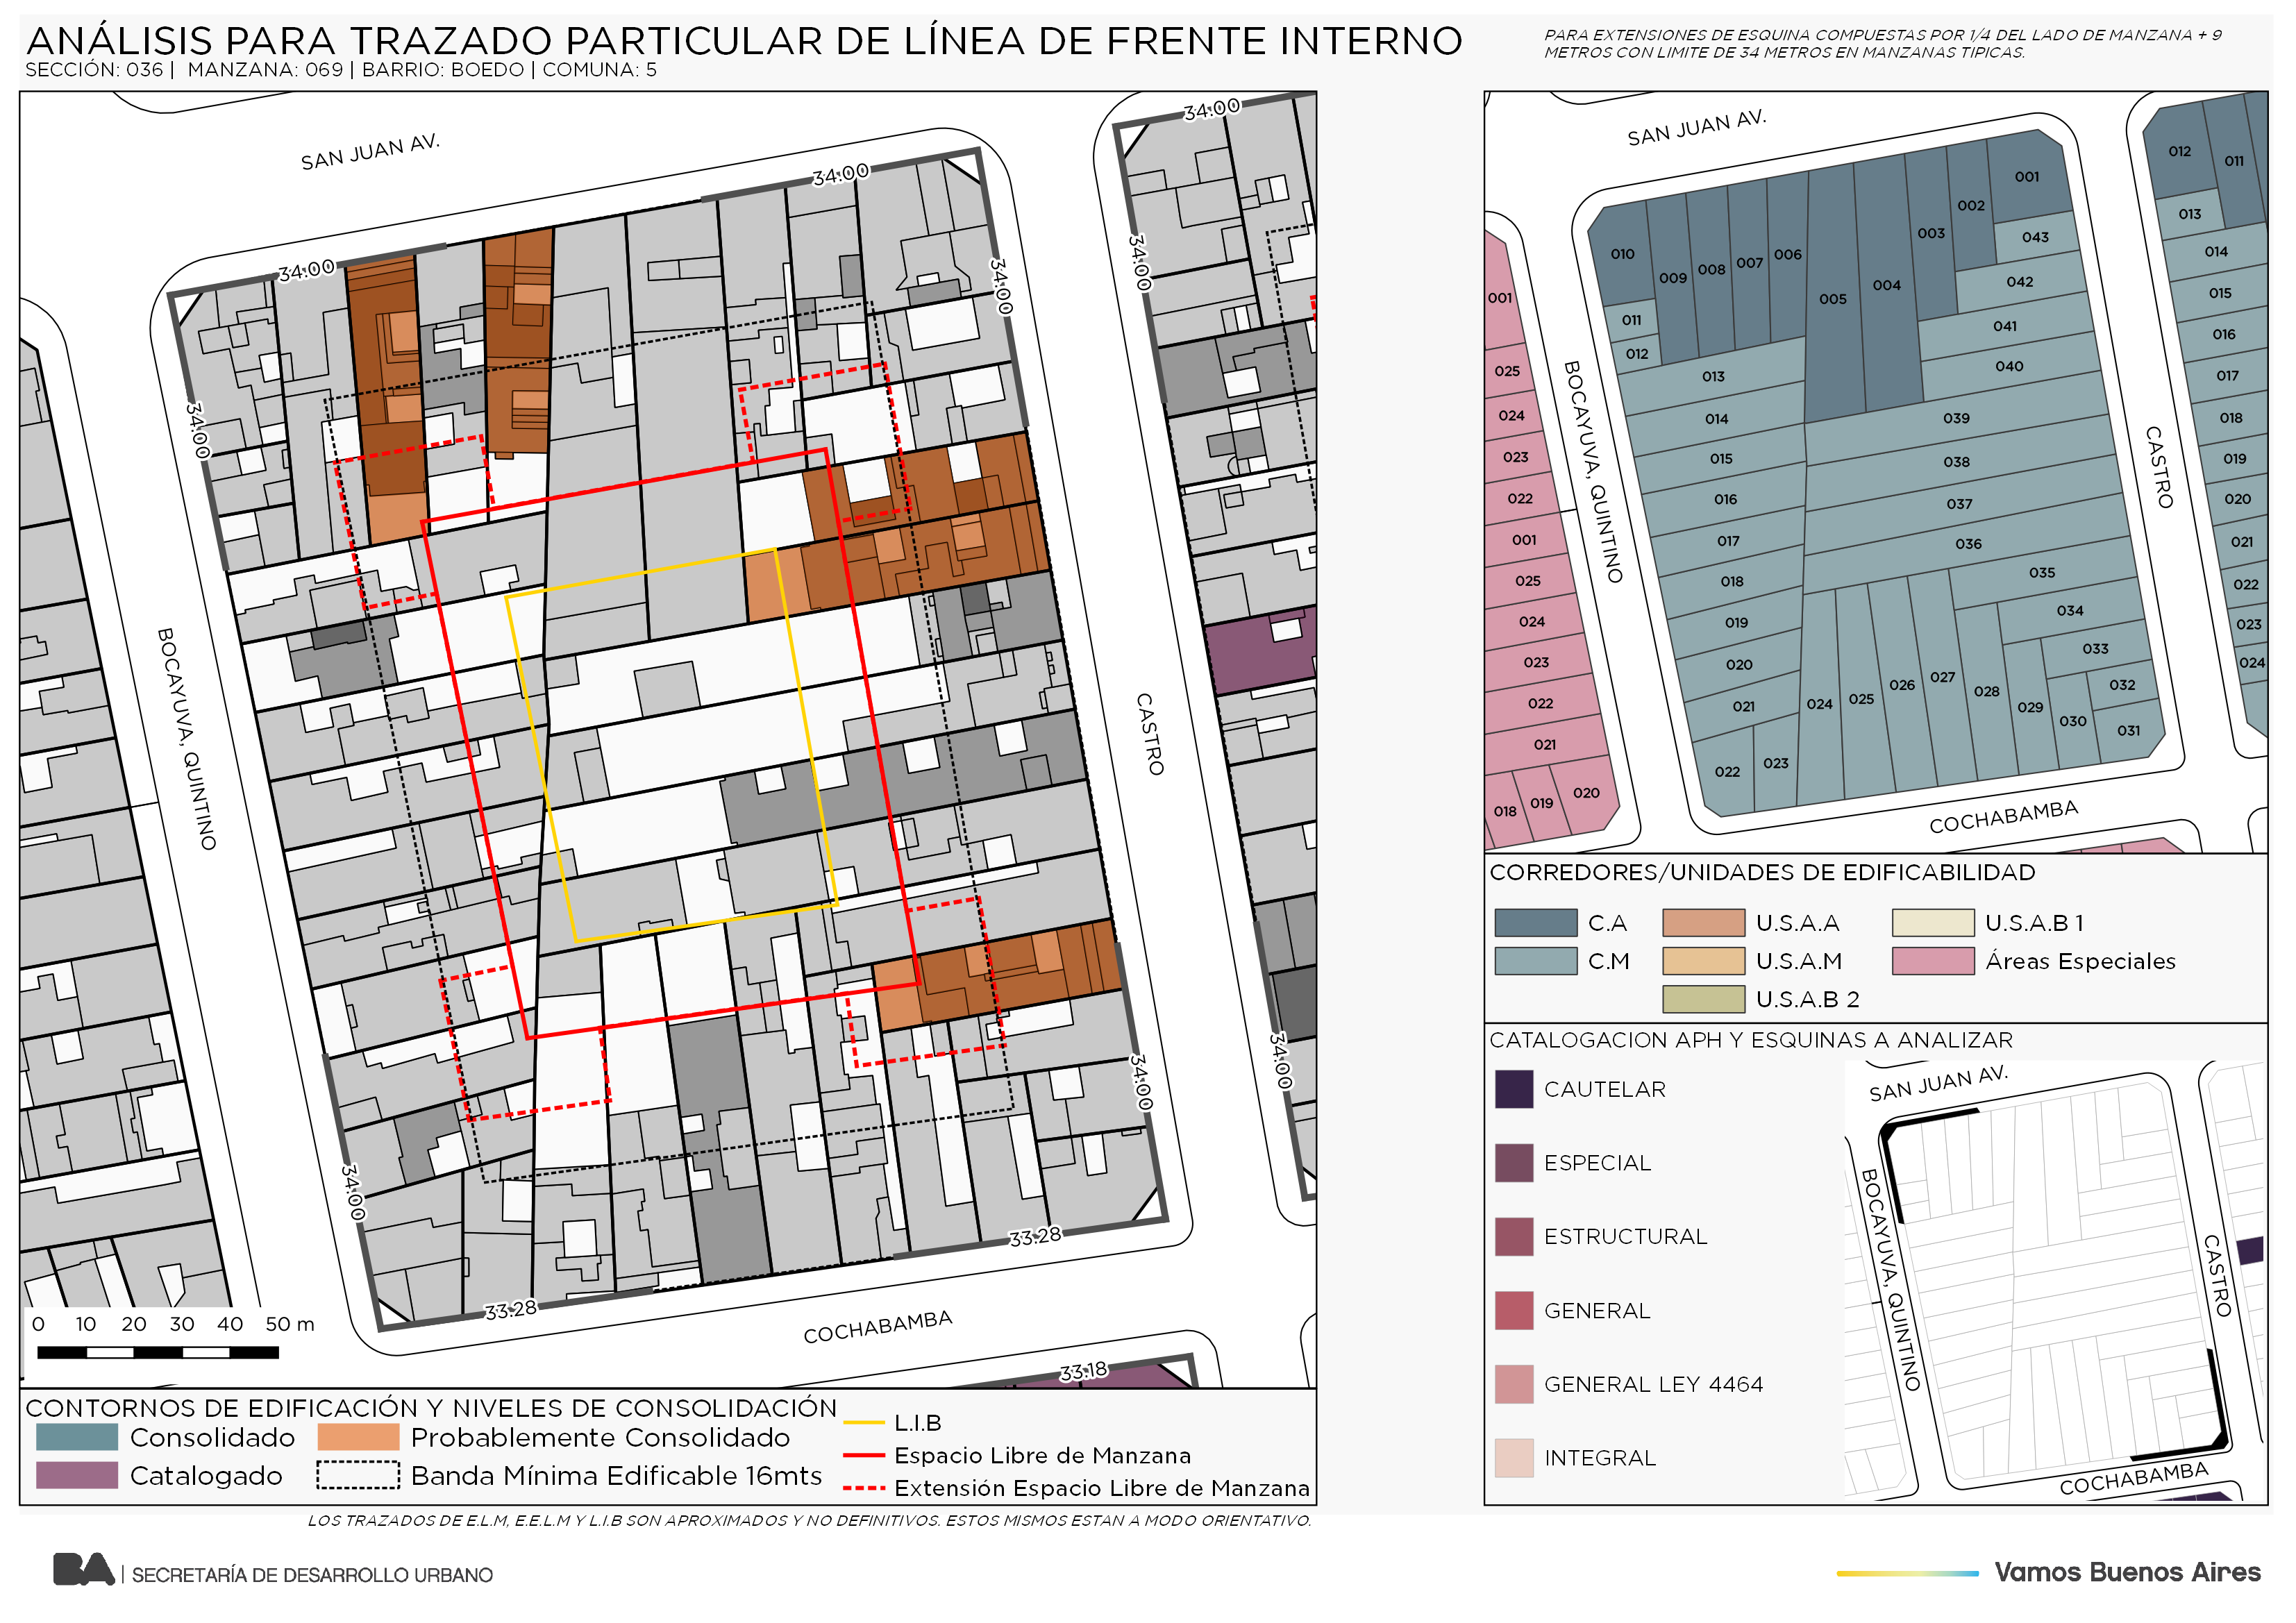 ANÁLISIS PARA TRAZADO PARTICULAR DE LÍNEA DE FRENTE INTERNO
SECCIÓN: 036 | MANZANA: 069 | BARRIO: BOEDO | COMUNA: 5
PARA EXTENSIONES DE ESQUINA COMPUESTAS POR 1/4 DEL LADO DE MANZANA + 9
METROS CON LIMITE DE 34 METROS EN MANZANAS TIPICAS.
SAN JUAN AV.
34.00
34.00
34.00
34.00
34.00
34.00
BOCAYUVA, QUINTINO
CASTRO
34.00
34.00
34.00
33.28
33.28
COCHABAMBA
33.18
0 10 20 30 40 50 m
CONTORNOS DE EDIFICACIÓN Y NIVELES DE CONSOLIDACIÓN
Consolidado
Probablemente Consolidado
Catalogado
Banda Mínima Edificable 16mts
L.I.B
Espacio Libre de Manzana
Extensión Espacio Libre de Manzana
LOS TRAZADOS DE E.L.M, E.E.L.M Y L.I.B SON APROXIMADOS Y NO DEFINITIVOS. ESTOS MISMOS ESTAN A MODO ORIENTATIVO.
SAN JUAN AV.
BOCAYUVA, QUINTINO
CASTRO
COCHABAMBA
001
002
003
004
005
006
007
008
009
010
011
012
013
014
015
016
017
018
019
020
021
022
023
024
025
026
027
028
029
030
031
032
033
034
035
036
037
038
039
040
041
042
043
001
025
024
023
022
001
025
024
023
022
021
020
019
018
012
011
013
014
015
016
017
018
019
020
021
022
023
024
CORREDORES/UNIDADES DE EDIFICABILIDAD
C.A
U.S.A.A
U.S.A.B 1
C.M
U.S.A.M
Áreas Especiales
U.S.A.B 2
CATALOGACION APH Y ESQUINAS A ANALIZAR
CAUTELAR
ESPECIAL
ESTRUCTURAL
GENERAL
GENERAL LEY 4464
INTEGRAL
SAN JUAN AV.
BOCAYUVA, QUINTINO
CASTRO
COCHABAMBA
BA | SECRETARÍA DE DESARROLLO URBANO
Vamos Buenos Aires